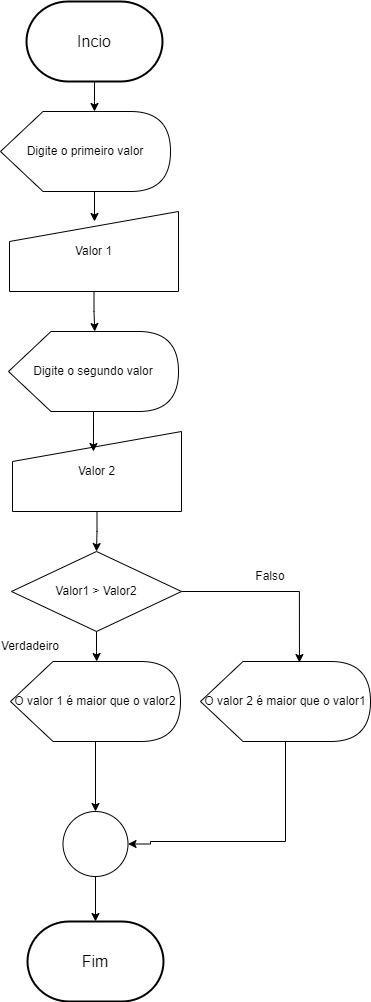 Incio
Digite o primeiro valor
Valor 1
Digite o segundo valor
Valor 2
Valor1 > Valor2
Falso
Verdadeiro
O valor 1 é maior que o valor2
O valor 2 é maior que o valor1
Fim